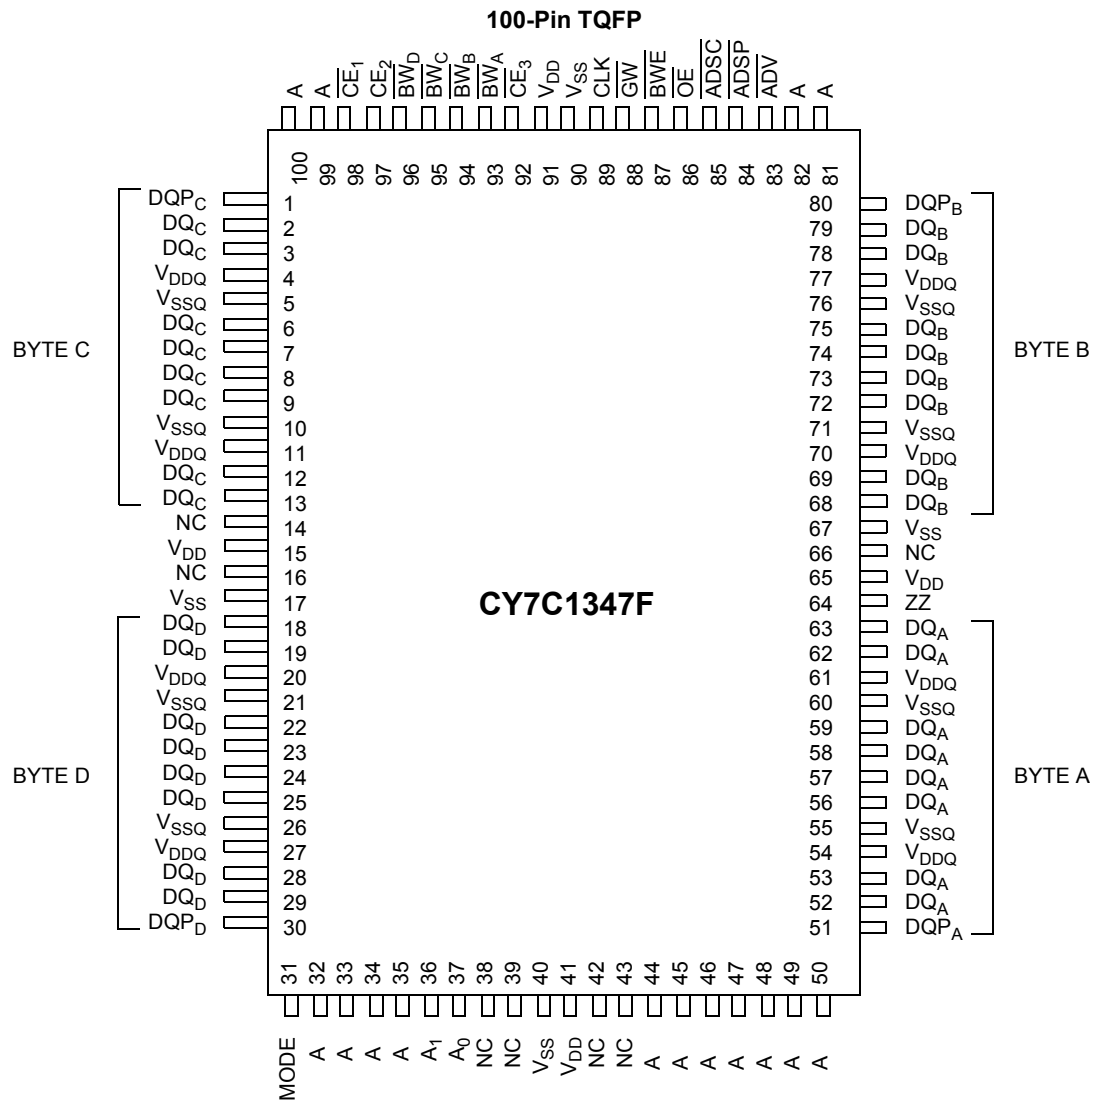 100-Pin TQFP
A A CE1 CE2 BWD BWC BWB BWA CE3 VDD VSS CLK GW BWE OE ADSC ADSP ADV A A
100 99 98 97 96 95 94 93 92 91 90 89 88 87 86 85 84 83 82 81
DQPC 1 80 DQPB
DQC 2 79 DQB
DQC 3 78 DQB
VDDQ 4 77 VDDQ
VSSQ 5 76 VSSQ
DQC 6 75 DQB
BYTE C DQC 7 74 DQB BYTE B
DQC 8 73 DQB
DQC 9 72 DQB
VSSQ 10 71 VSSQ
VDDQ 11 70 VDDQ
DQC 12 69 DQB
DQC 13 68 DQB
NC 14 67 VSS
VDD 15 66 NC
NC 16 65 VDD
VSS 17 CY7C1347F 64 ZZ
DQD 18 63 DQA
DQD 19 62 DQA
VDDQ 20 61 VDDQ
VSSQ 21 60 VSSQ
DQD 22 59 DQA
DQD 23 58 DQA
BYTE D DQD 24 57 DQA BYTE A
DQD 25 56 DQA
VSSQ 26 55 VSSQ
VDDQ 27 54 VDDQ
DQD 28 53 DQA
DQD 29 52 DQA
DQPD 30 51 DQPA
31 32 33 34 35 36 37 38 39 40 41 42 43 44 45 46 47 48 49 50
MODE A A A A A1 A0 NC NC VSS VDD NC NC A A A A A A A